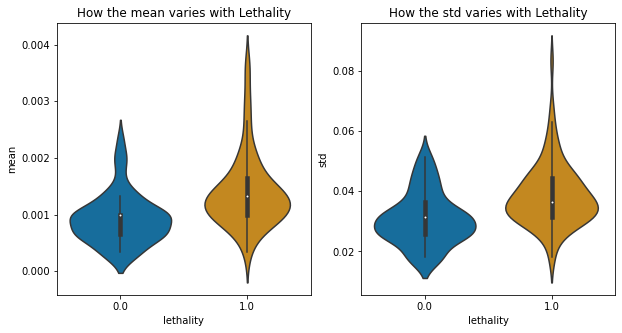 How the mean varies with Lethality
mean
0.004
0.003
0.002
0.001
0.000
0.0 1.0
lethality
How the std varies with Lethality
std
0.08
0.06
0.04
0.02
0.0 1.0
lethality